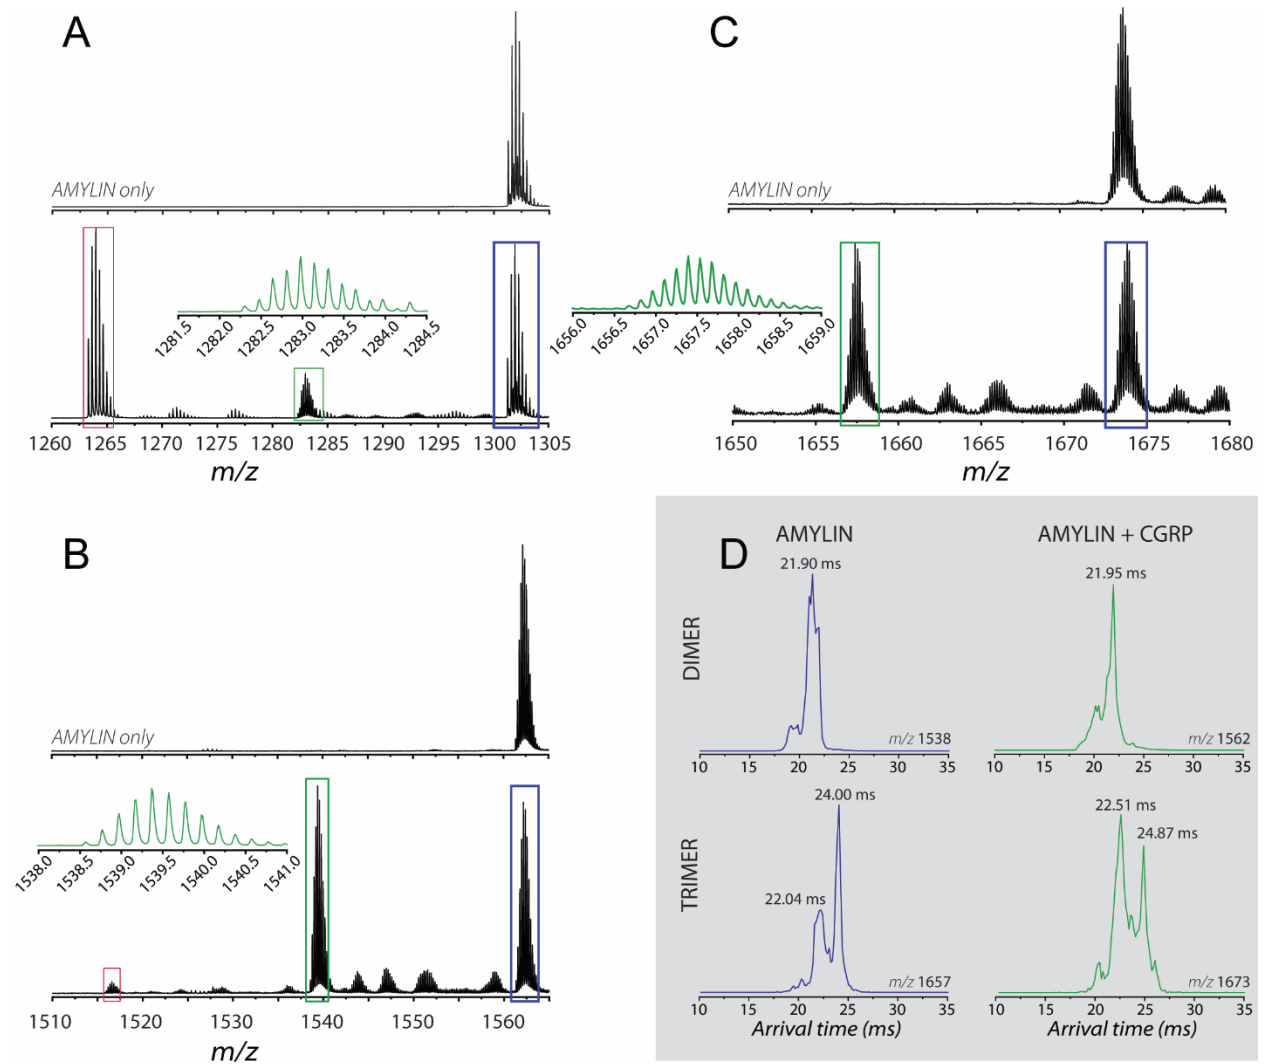 A
AMYLIN only
1281.5 1282.0 1282.5 1283.0 1283.5 1284.0 1284.5
1260 1265 1270 1275 1280 1285 1290 1295 1300 1305
m/z
C
AMYLIN only
1656.0 1656.5 1657.0 1657.5 1658.0 1658.5 1659.0
1650 1655 1660 1665 1670 1675 1680
m/z
B
AMYLIN only
1538.0 1538.5 1539.0 1539.5 1540.0 1540.5 1541.0
1510 1520 1530 1540 1550 1560
m/z
D
AMYLIN
AMYLIN + CGRP
DIMER
21.90 ms
m/z 1538
10 15 20 25 30 35
21.95 ms
m/z 1562
10 15 20 25 30 35
TRIMER
24.00 ms
22.04 ms
m/z 1657
10 15 20 25 30 35
Arrival time (ms)
22.51 ms
24.87 ms
m/z 1673
10 15 20 25 30 35
Arrival time (ms)